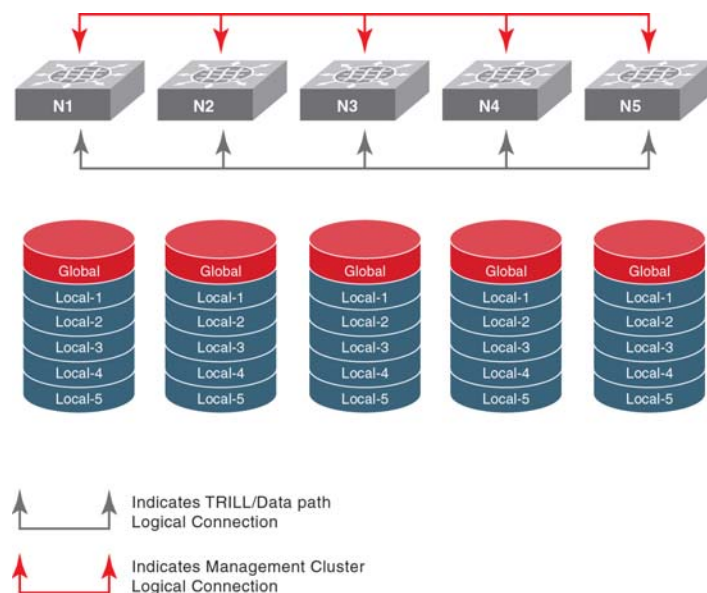 N1 N2 N3 N4 N5
Global Global Global Global Global
Local-1 Local-1 Local-1 Local-1 Local-1
Local-2 Local-2 Local-2 Local-2 Local-2
Local-3 Local-3 Local-3 Local-3 Local-3
Local-4 Local-4 Local-4 Local-4 Local-4
Local-5 Local-5 Local-5 Local-5 Local-5
Indicates TRILL/Data path
Logical Connection
Indicates Management Cluster
Logical Connection